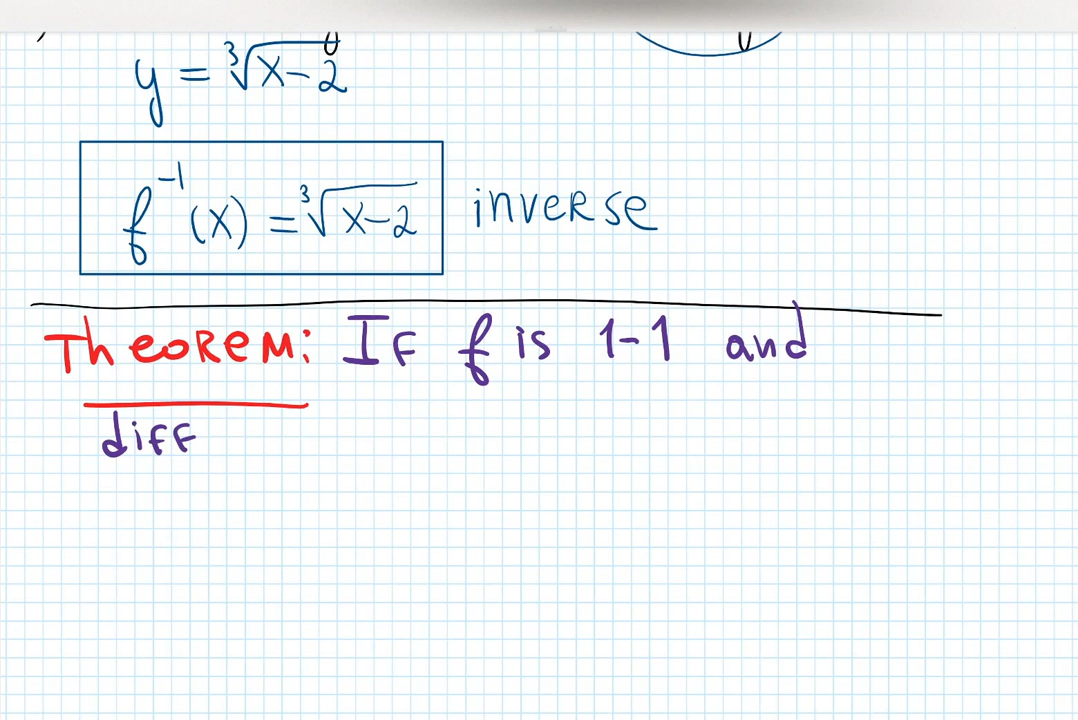 y = ∛x-2
f⁻¹(x) = ∛x-2 inverse
Theorem: If f is 1-1 and
diff